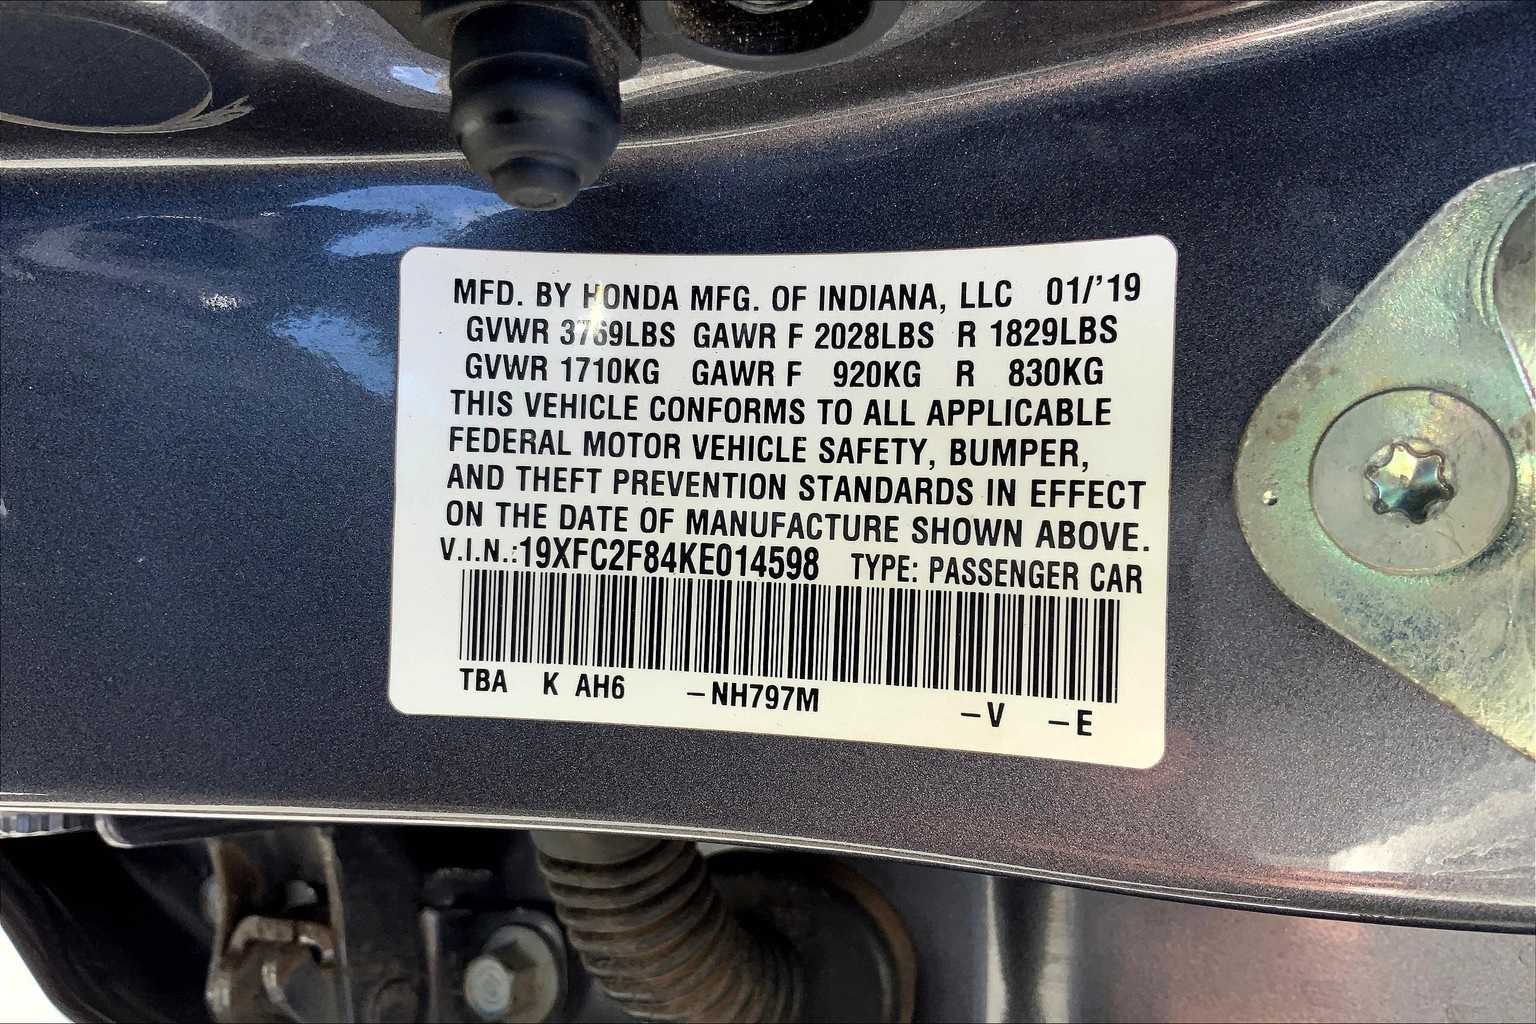 MFD. BY HONDA MFG. OF INDIANA, LLC 01/'19
GVWR 3769LBS GAWR F 2028LBS R 1829LBS
GVWR 1710KG GAWR F 920KG R 830KG
THIS VEHICLE CONFORMS TO ALL APPLICABLE
FEDERAL MOTOR VEHICLE SAFETY, BUMPER,
AND THEFT PREVENTION STANDARDS IN EFFECT
ON THE DATE OF MANUFACTURE SHOWN ABOVE.
V.I.N.:19XFC2F84KE014598 TYPE: PASSENGER CAR
TBA K AH6 –NH797M –V –E